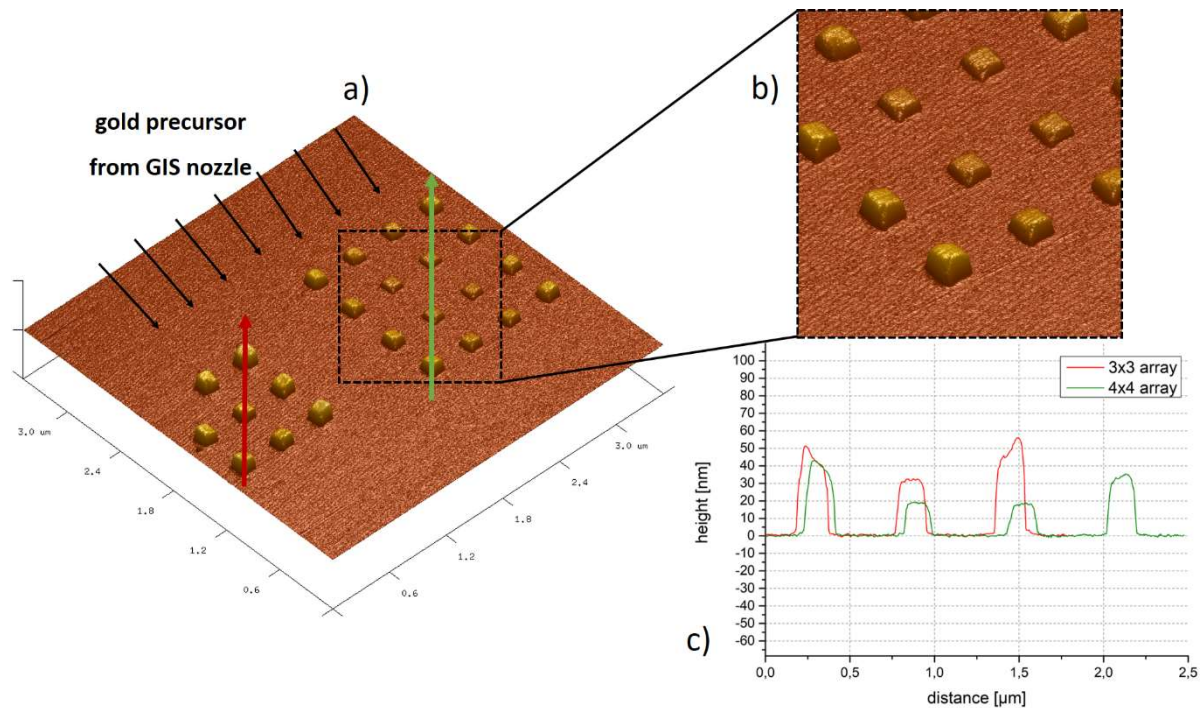 a)
gold precursor
from GIS nozzle
3.0 um
2.4
1.8
1.2
0.6
0.6
1.2
1.8
2.4
3.0 um
b)
100
90
80
70
60
50
40
30
20
10
0
-10
-20
-30
-40
-50
-60
height [nm]
3x3 array
4x4 array
c)
0,0 0,5 1,0 1,5 2,0 2,5
distance [µm]